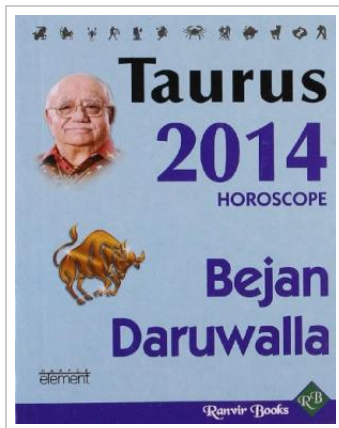 Taurus
2014
HOROSCOPE
Bejan
Daruwalla
element
Ranvir Books
RB